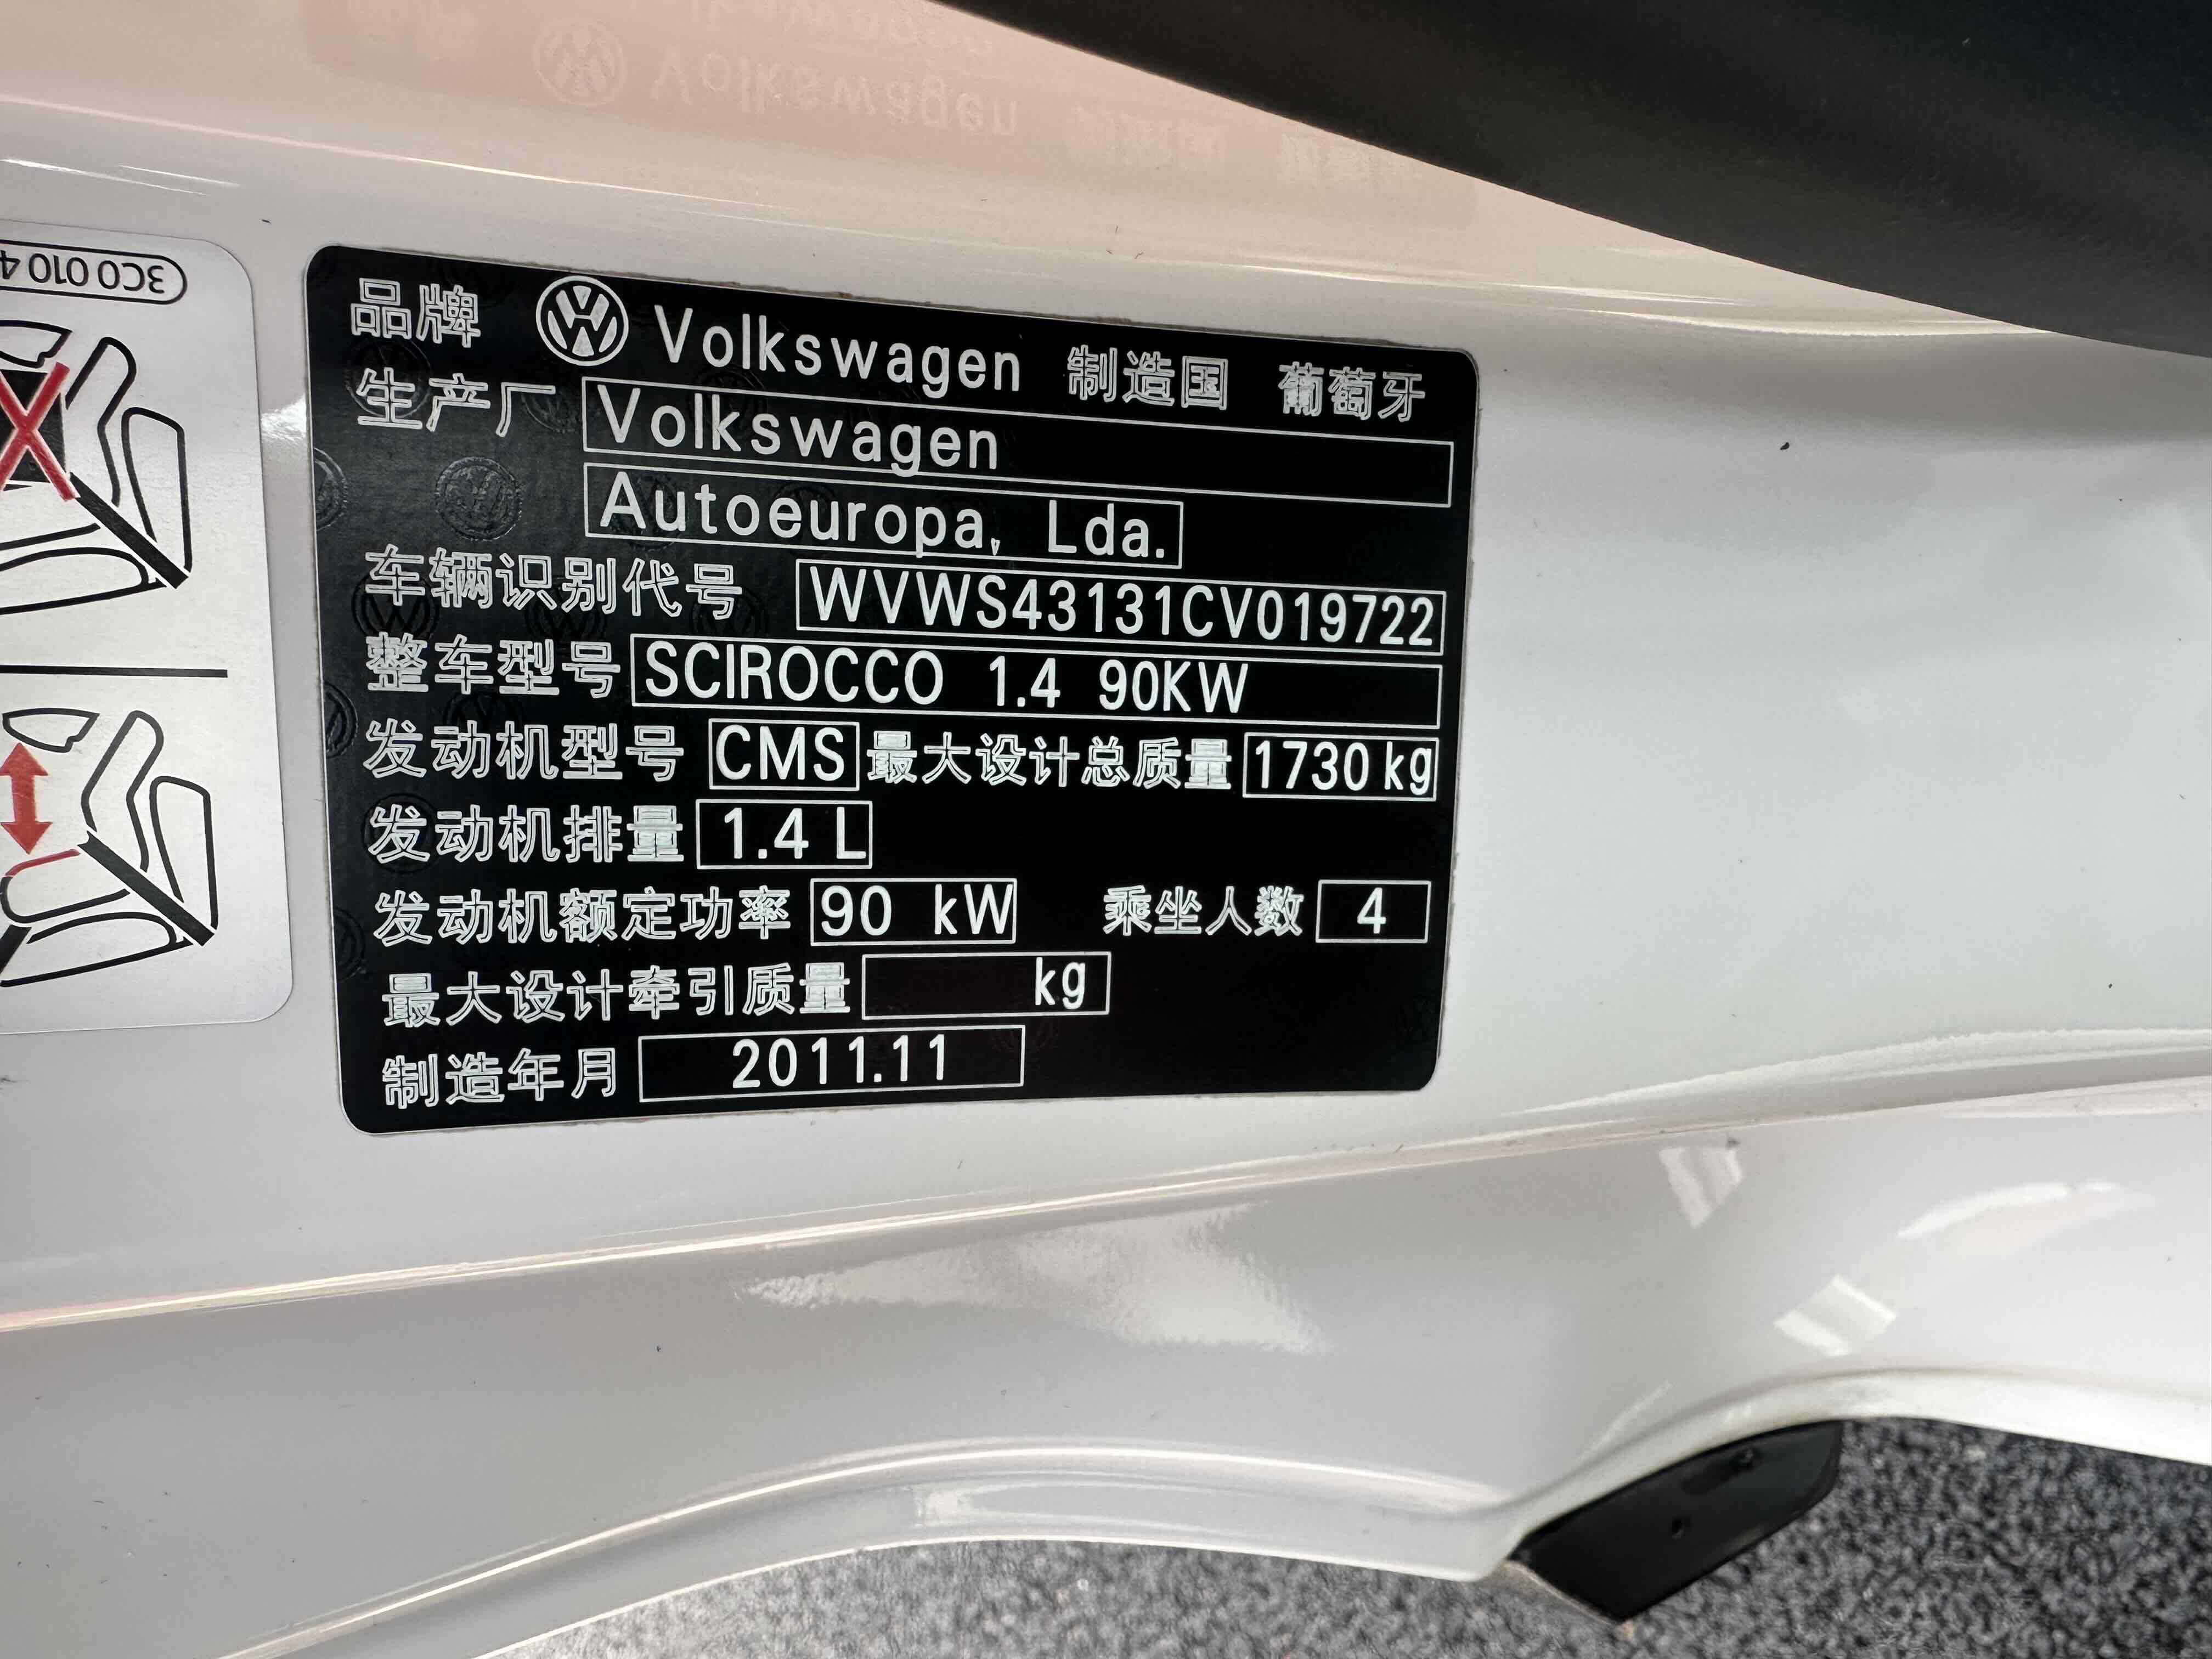 3C0 010 4
品牌 Volkswagen 制造国 葡萄牙
生产厂 Volkswagen
Autoeuropa, Lda.
车辆识别代号 WVWS43131CV019722
整车型号 SCIROCCO 1.4 90KW
发动机型号 CMS 最大设计总质量 1730 kg
发动机排量 1.4 L
发动机额定功率 90 kW 乘坐人数 4
最大设计牵引质量 kg
制造年月 2011.11